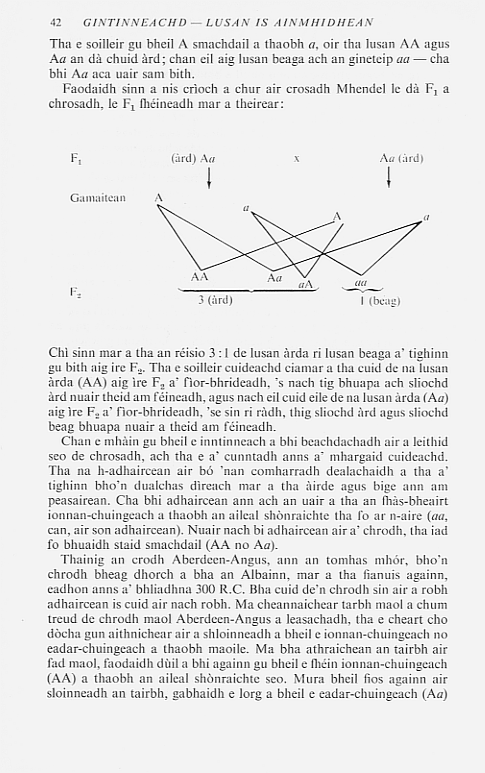 42 GINTINNEACHD — LUSAN IS AINMHIDHEAN
Tha e soilleir gu bheil A smachdail a thaobh a, oir tha lusan AA agus
Aa an dà chuid àrd; chan eil aig lusan beaga ach an gineteip aa — cha
bhi Aa aca uair sam bith.
Faodaidh sinn a nis crìoch a chur air crosadh Mhendel le dà F₁ a
chrosadh, le F₁ fhéineadh mar a theirear:
F₁ (àrd) Aa x Aa (àrd)
Gamaitean A a A a
AA Aa aA aa
F₂ 3 (àrd) 1 (beag)
Chì sinn mar a tha an réisio 3:1 de lusan àrda ri lusan beaga a' tighinn
gu bith aig ìre F₂. Tha e soilleir cuideachd ciamar a tha cuid de na lusan
àrda (AA) aig ìre F₂ a' fìor-bhrideadh, 's nach tig bhuapa ach sliochd
àrd nuair theid am féineadh, agus nach eil cuid eile de na lusan àrda (Aa)
aig ìre F₂ a' fìor-bhrideadh, 'se sin ri ràdh, thig sliochd àrd agus sliochd
beag bhuapa nuair a theid am féineadh.
Chan e mhàin gu bheil e inntinneach a bhi beachdachadh air a leithid
seo de chrosadh, ach tha e a' cunntadh anns a' mhargaid cuideachd.
Tha na h-adhaircean air bó 'nan comharradh dealachaidh a tha a'
tighinn bho'n dualchas dìreach mar a tha àirde agus bige ann am
peasairean. Cha bhi adhaircean ann ach an uair a tha an fhàs-bheairt
ionnan-chuingeach a thaobh an aileal shònraichte tha fo ar n-aire (aa,
can, air son adhaircean). Nuair nach bi adhaircean air a' chrodh, tha iad
fo bhuaidh staid smachdail (AA no Aa).
Thainig an crodh Aberdeen-Angus, ann an tomhas mhór, bho'n
chrodh bheag dhorch a bha an Albainn, mar a tha fianuis againn,
eadhon anns a' bhliadhna 300 R.C. Bha cuid de'n chrodh sin air a robh
adhaircean is cuid air nach robh. Ma cheannaichear tarbh maol a chum
treud de chrodh maol Aberdeen-Angus a leasachadh, tha e cheart cho
dòcha gun aithnichear air a shloinneadh a bheil e ionnan-chuingeach no
eadar-chuingeach a thaobh maoile. Ma bha athraichean an tairbh air
fad maol, faodaidh dùil a bhi againn gu bheil e fhéin ionnan-chuingeach
(AA) a thaobh an aileal shònraichte seo. Mura bheil fios againn air
sloinneadh an tairbh, gabhaidh e lorg a bheil e eadar-chuingeach (Aa)